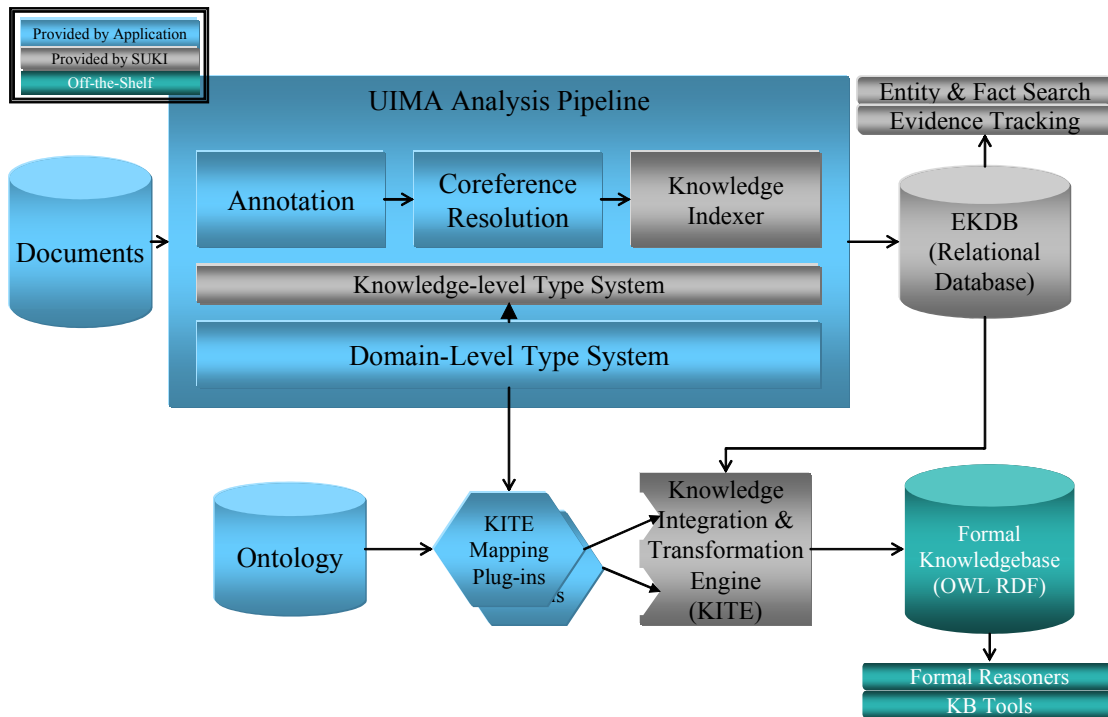 Provided by Application
Provided by SUKI
Off-the-Shelf
UIMA Analysis Pipeline
Entity & Fact Search
Evidence Tracking
Documents
Annotation
Coreference
Resolution
Knowledge
Indexer
EKDB
(Relational
Database)
Knowledge-level Type System
Domain-Level Type System
Ontology
KITE
Mapping
Plug-ins
Knowledge
Integration &
Transformation
Engine
(KITE)
Formal
Knowledgebase
(OWL RDF)
Formal Reasoners
KB Tools